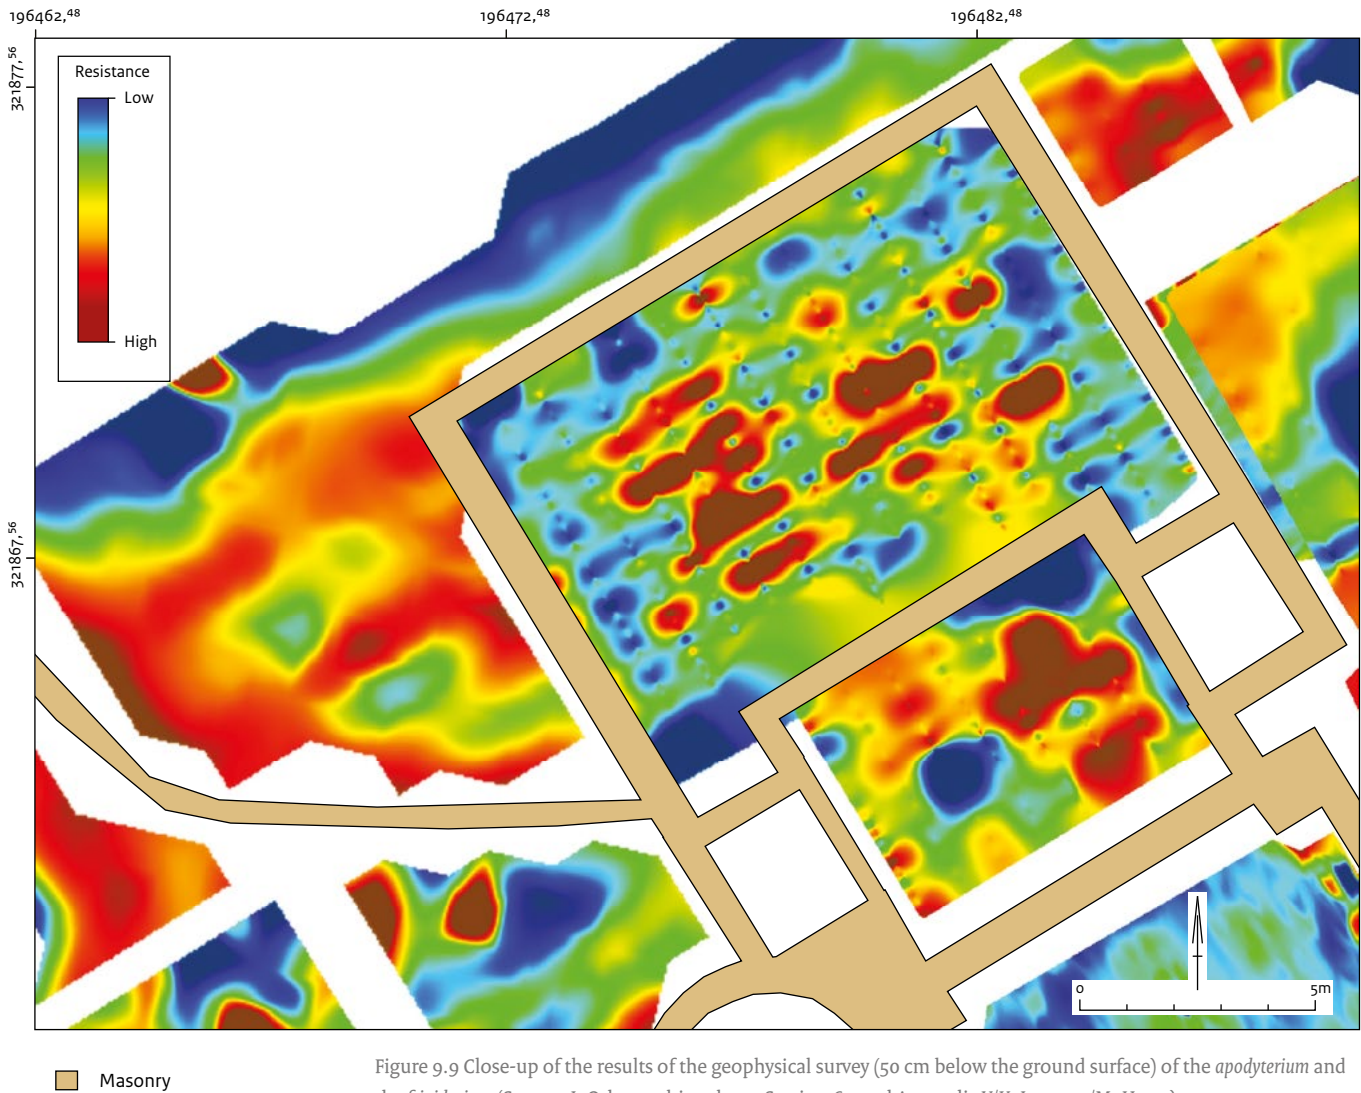 196462,48
196472,48
196482,48
321877,56
321867,56
Resistance
Low
High
0
5m
Masonry
Figure 9.9 Close-up of the results of the geophysical survey (50 cm below the ground surface) of the apodyterium and